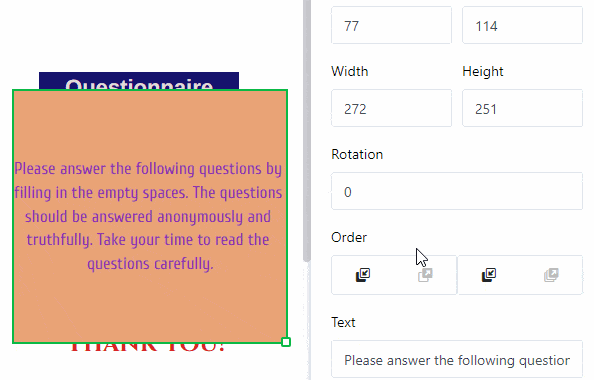 77
114
Width
Height
272
251
Rotation
0
Order
Text
Please answer the following question
Questionnaire
Please answer the following questions by
filling in the empty spaces. The questions
should be answered anonymously and
truthfully. Take your time to read the
questions carefully.
THANK YOU!